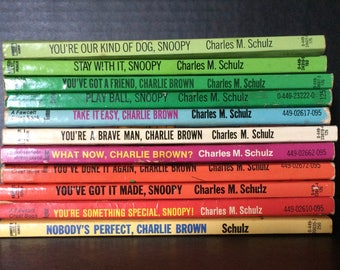 YOU'RE OUR KIND OF DOG, SNOOPY Charles M. Schulz
STAY WITH IT, SNOOPY Charles M. Schulz
YOU'VE GOT A FRIEND, CHARLIE BROWN Charles M. Schulz
PLAY BALL, SNOOPY Charles M. Schulz 0-449-23222-0
TAKE IT EASY, CHARLIE BROWN Charles M. Schulz 449-02617-095
YOU'RE A BRAVE MAN, CHARLIE BROWN Charles M. Schulz
WHAT NOW, CHARLIE BROWN? Charles M. Schulz 449-02662-095
YOU'VE DONE IT AGAIN, CHARLIE BROWN Charles M. Schulz
YOU'VE GOT IT MADE, SNOOPY Charles M. Schulz
YOU'RE SOMETHING SPECIAL, SNOOPY! Charles M. Schulz 449-02610-095
NOBODY'S PERFECT, CHARLIE BROWN Schulz